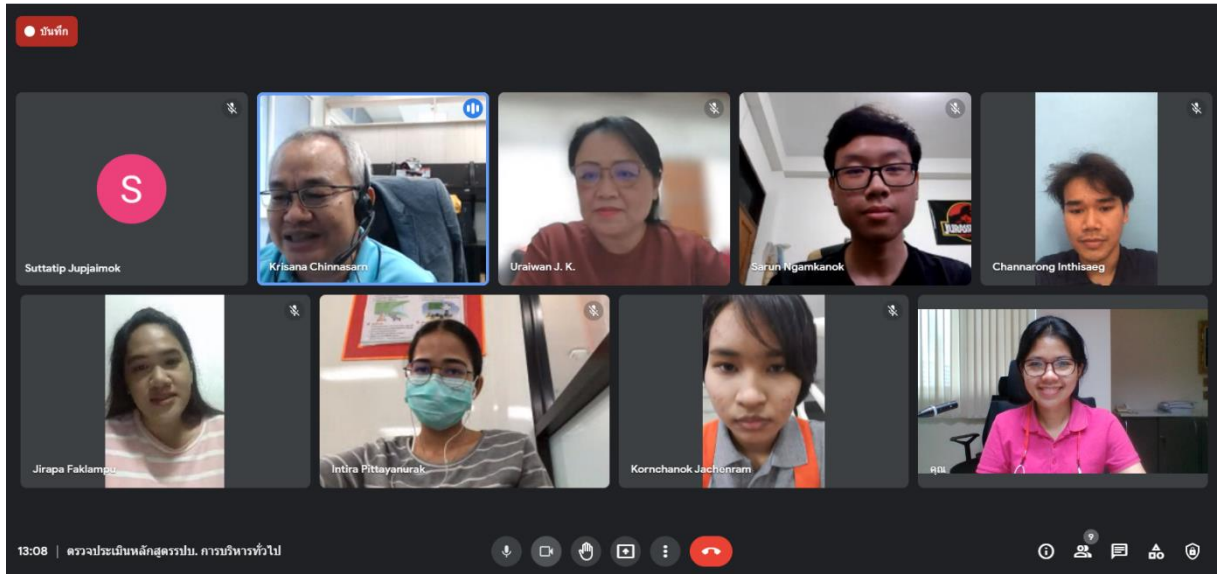 บันทึก
S
Suttatip Jupjaimok
Krisana Chinnasarn
Uraiwan J. K.
Sarun Ngamkanok
Channarong Inthisaeg
Jirapa Faklampu
Intira Pittayanurak
Kornchanok Jachenram
คุณ
13:08 | ตรวจประเมินหลักสูตรรปบ. การบริหารทั่วไป
9